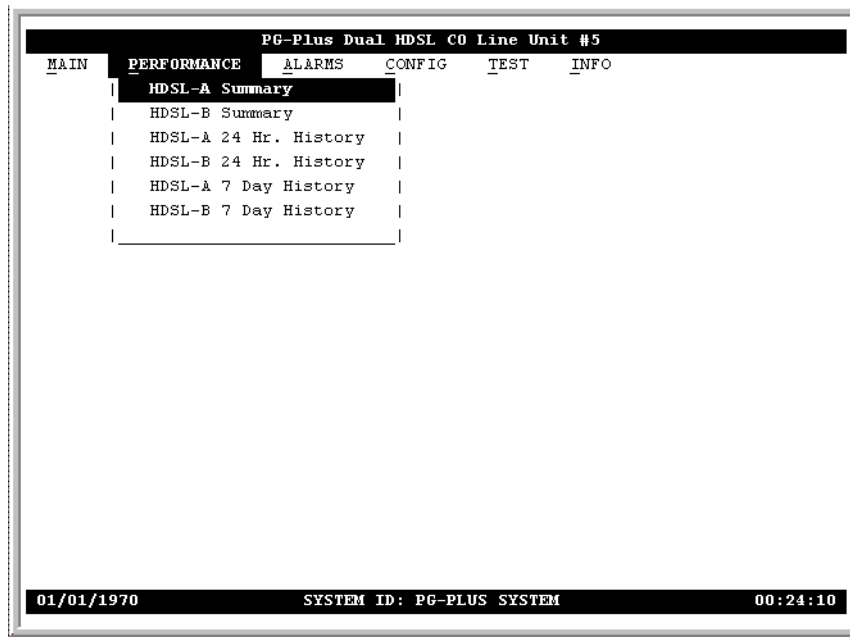 PG-Plus Dual HDSL CO Line Unit #5
MAIN PERFORMANCE ALARMS CONFIG TEST INFO
HDSL-A Summary
HDSL-B Summary
HDSL-A 24 Hr. History
HDSL-B 24 Hr. History
HDSL-A 7 Day History
HDSL-B 7 Day History
01/01/1970 SYSTEM ID: PG-PLUS SYSTEM 00:24:10